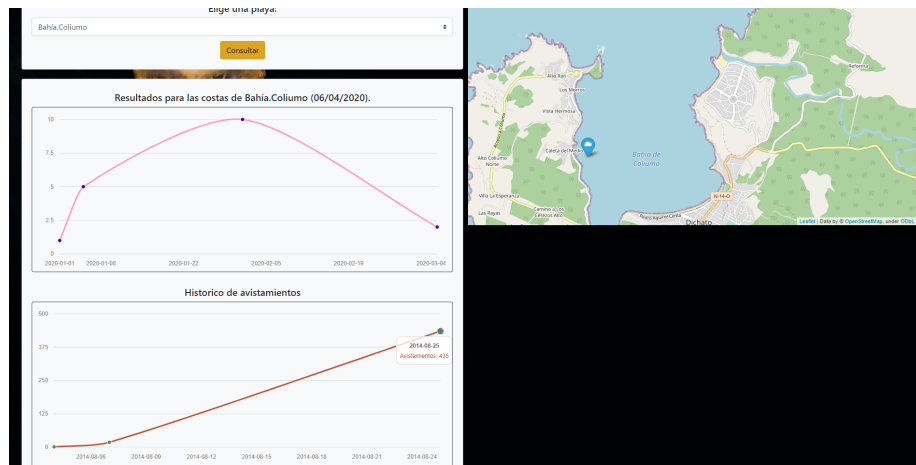 Elige una playa:
Bahía.Coliumo
Consultar
Resultados para las costas de Bahía.Coliumo (06/04/2020).
10
7.5
5
2.5
0
2020-01-01 2020-01-08 2020-01-22 2020-02-05 2020-02-19 2020-03-04
Historico de avistamientos
500
375
250
125
0
2014-08-25
Avistamientos: 435
2014-08-06 2014-08-09 2014-08-12 2014-08-15 2014-08-18 2014-08-21 2014-08-24
Reforma
Alto Ran
Los Morros
Vista Hermosa
Caleta del Medio
Alto Coliumo
Norte
Bahía de
Coliumo
Villa La Esperanza
N-14-O
Las Rayas
Camino a Los
Cerezos Alto
Dichato
Leaflet | Data by © OpenStreetMap, under ODbL